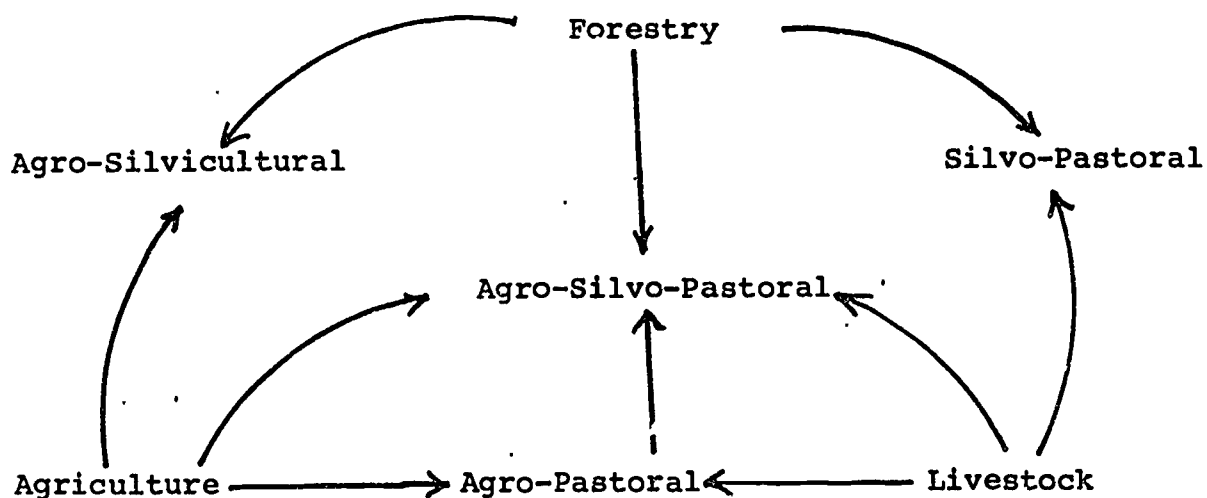 Forestry
Agro-Silvicultural
Silvo-Pastoral
Agro-Silvo-Pastoral
Agriculture
Agro-Pastoral
Livestock